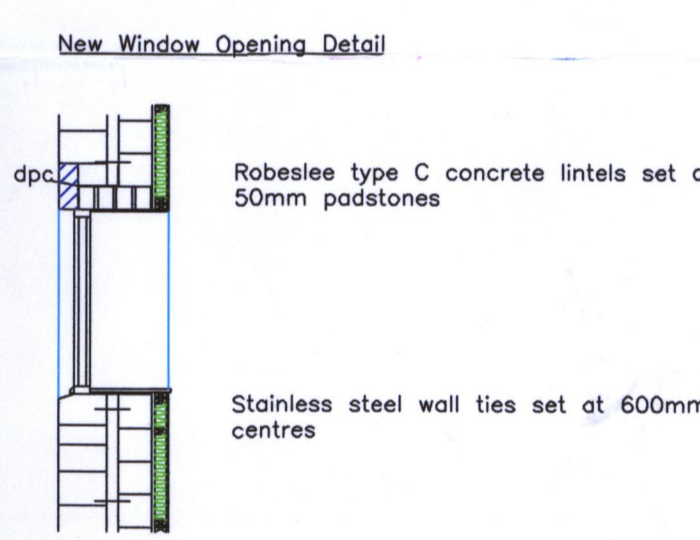 New Window Opening Detail
dpc
Robeslee type C concrete lintels set
50mm padstones
Stainless steel wall ties set at 600mm
centres